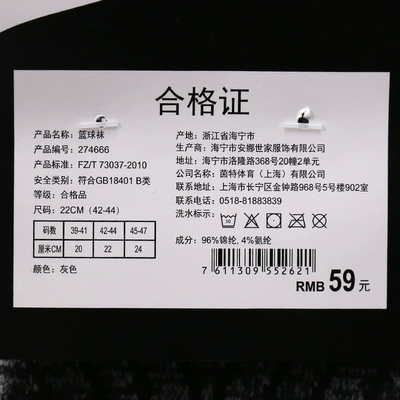 合格证
产品名称：篮球袜
产品编号：274666
产品标准：FZ/T 73037-2010
安全类别：符合GB18401 B类
等级：合格品
尺码：22CM（42-44）
码数 39-41 42-44 45-47
厘米CM 20 22 24
颜色：灰色
产地：浙江省海宁市
生产商：海宁市安娜世家服饰有限公司
地址：海宁市洛隆路368号20幢2单元
公司名称：茵特体育（上海）有限公司
联系地址：上海市长宁区金钟路968号5号楼902室
联系电话：0518-81883839
洗水标示：
成分：96%锦纶，4%氨纶
7 611309 552621
RMB 59元